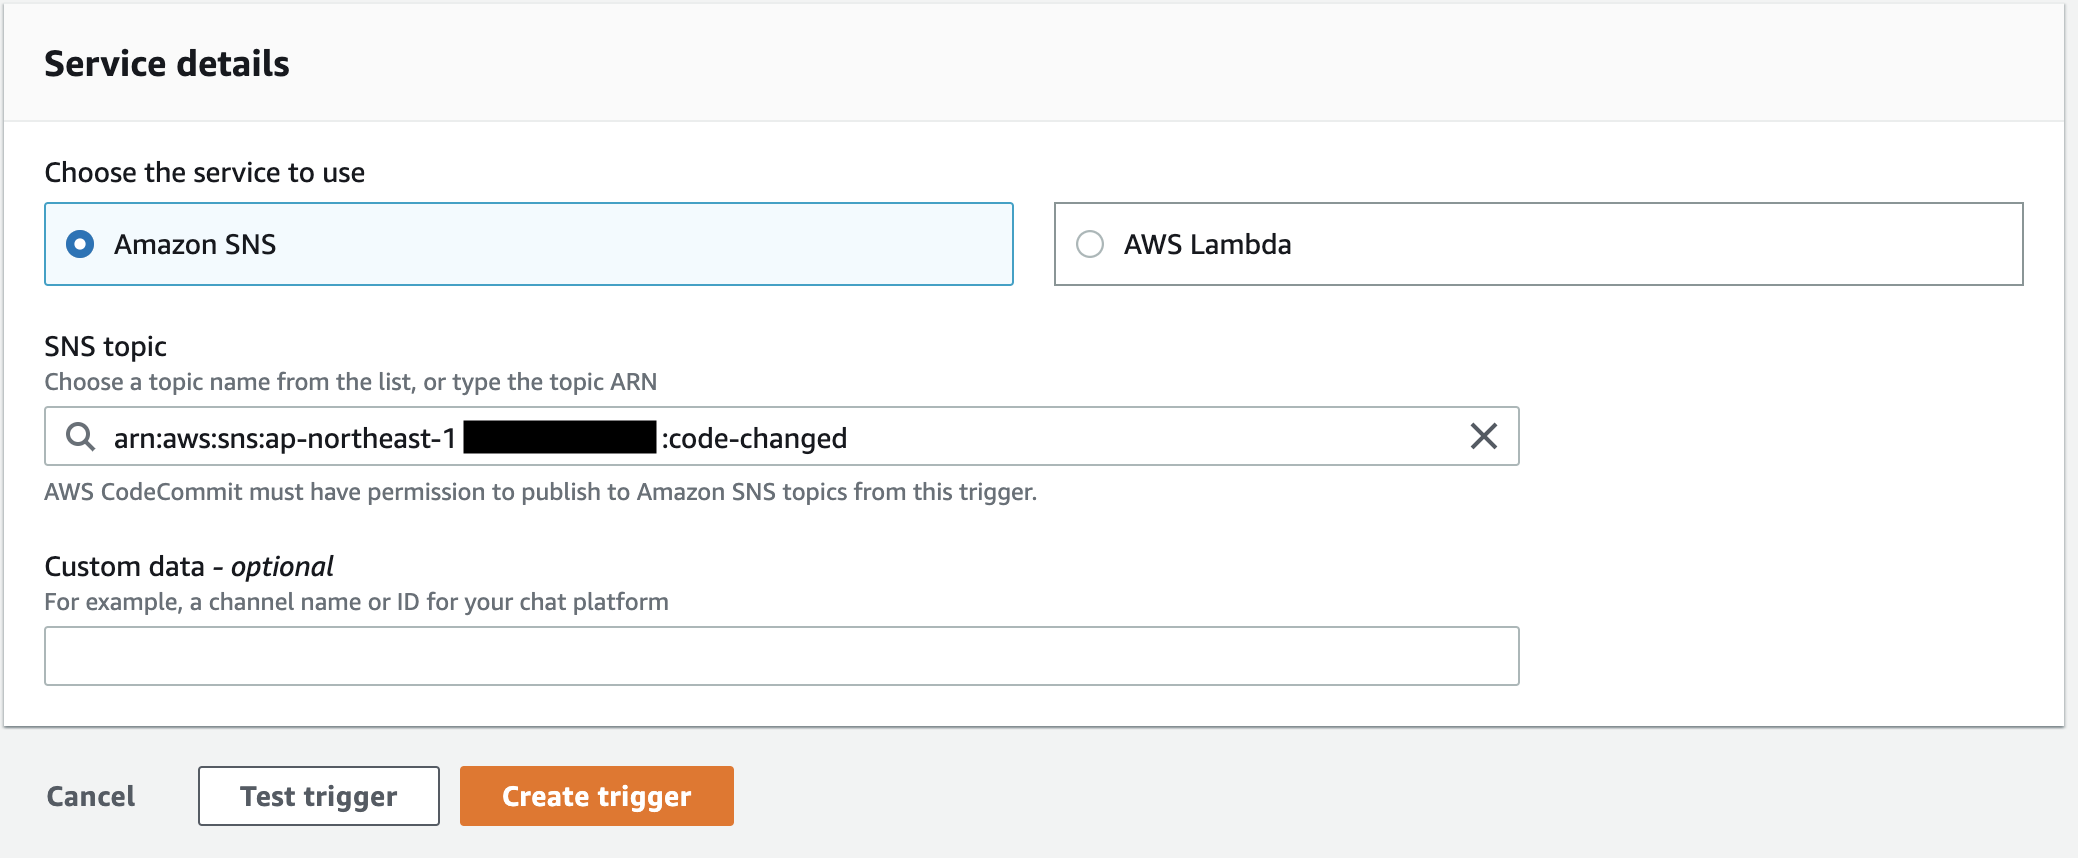 Service details
Choose the service to use
Amazon SNS
AWS Lambda
SNS topic
Choose a topic name from the list, or type the topic ARN
arn:aws:sns:ap-northeast-1 :code-changed
AWS CodeCommit must have permission to publish to Amazon SNS topics from this trigger.
Custom data - optional
For example, a channel name or ID for your chat platform
Cancel
Test trigger
Create trigger